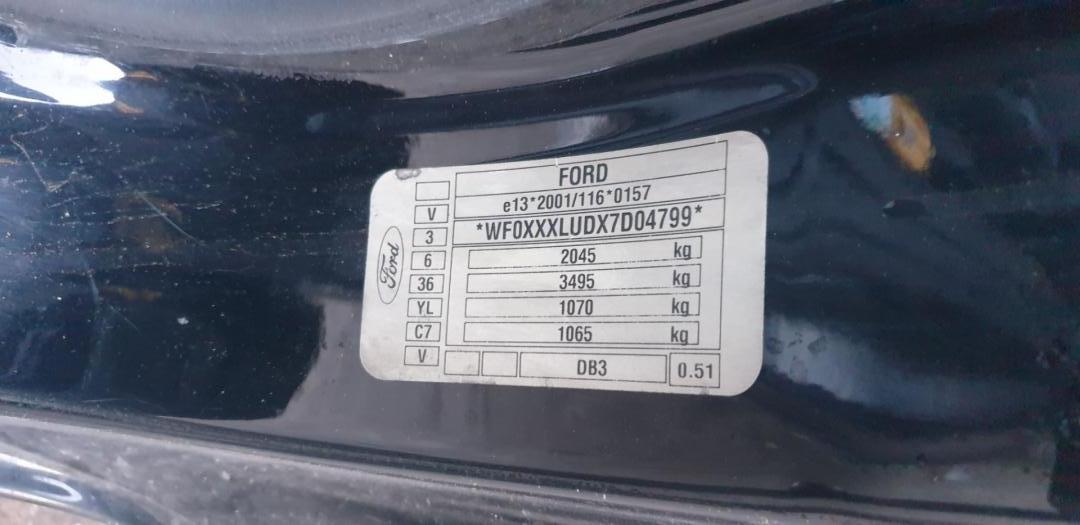 FORD
e13*2001/116*0157
*WF0XXXLUDX7D04799*
2045 kg
3495 kg
1070 kg
1065 kg
DB3 0.51
V
3
6
36
YL
C7
V
Ford